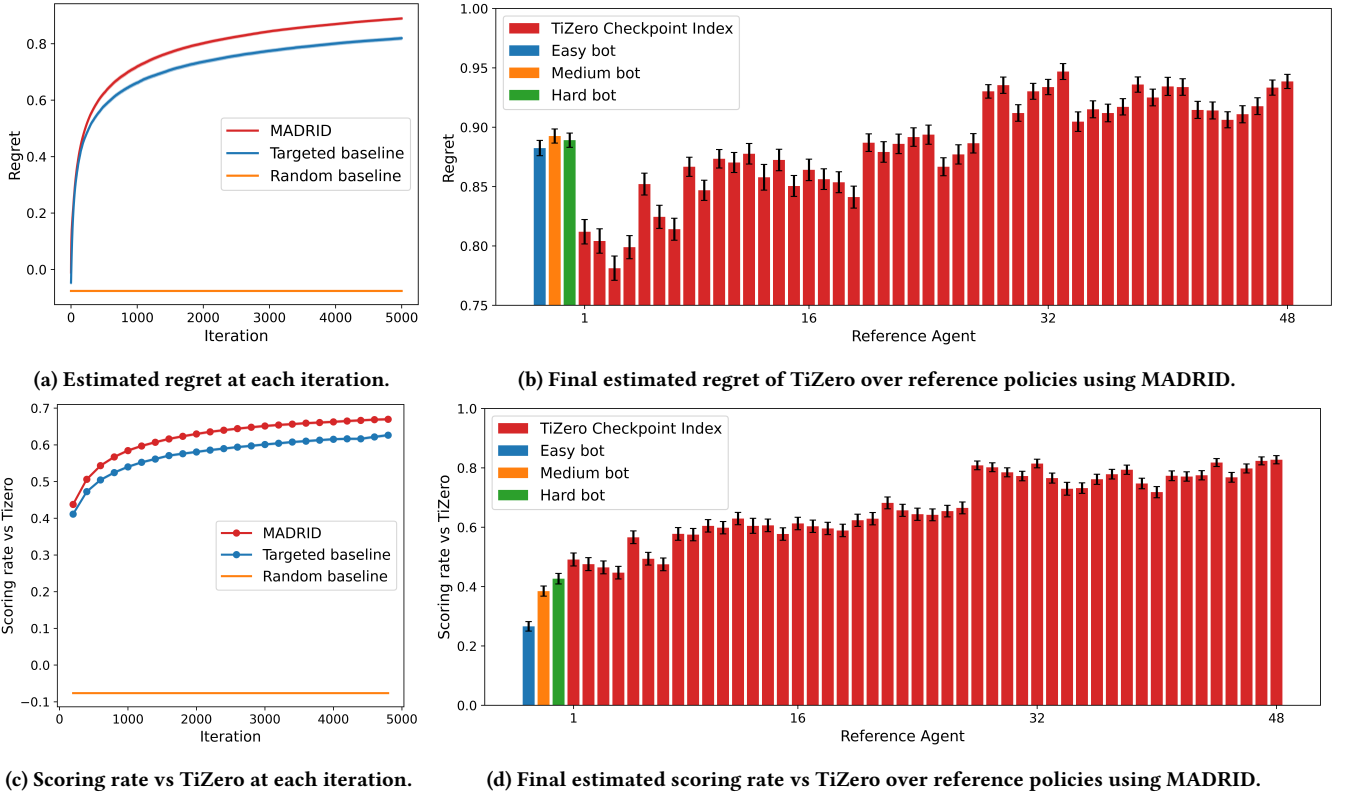 0.8
0.6
0.4
0.2
0.0
Regret
MADRID
Targeted baseline
Random baseline
0
1000
2000
3000
4000
5000
Iteration
(a) Estimated regret at each iteration.
1.00
0.95
0.90
0.85
0.80
0.75
Regret
TiZero Checkpoint Index
Easy bot
Medium bot
Hard bot
1
16
32
48
Reference Agent
(b) Final estimated regret of TiZero over reference policies using MADRID.
0.7
0.6
0.5
0.4
0.3
0.2
0.1
0.0
−0.1
Scoring rate vs Tizero
MADRID
Targeted baseline
Random baseline
0
1000
2000
3000
4000
5000
Iteration
(c) Scoring rate vs TiZero at each iteration.
1.0
0.8
0.6
0.4
0.2
0.0
Scoring rate vs TiZero
TiZero Checkpoint Index
Easy bot
Medium bot
Hard bot
1
16
32
48
Reference Agent
(d) Final estimated scoring rate vs TiZero over reference policies using MADRID.